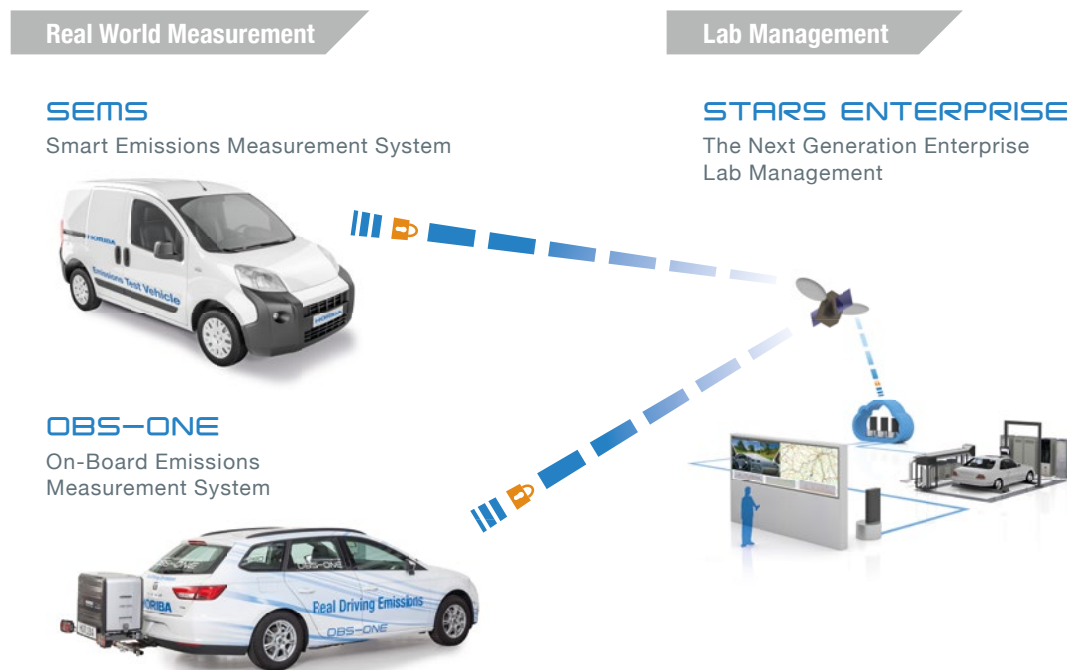 Real World Measurement
SEMS
Smart Emissions Measurement System
HORIBA
Emissions Test Vehicle
HORIBA
OBS-ONE
On-Board Emissions
Measurement System
OBS-ONE
HORIBA
Real Driving Emissions
OBS-ONE
Lab Management
STARS ENTERPRISE
The Next Generation Enterprise
Lab Management